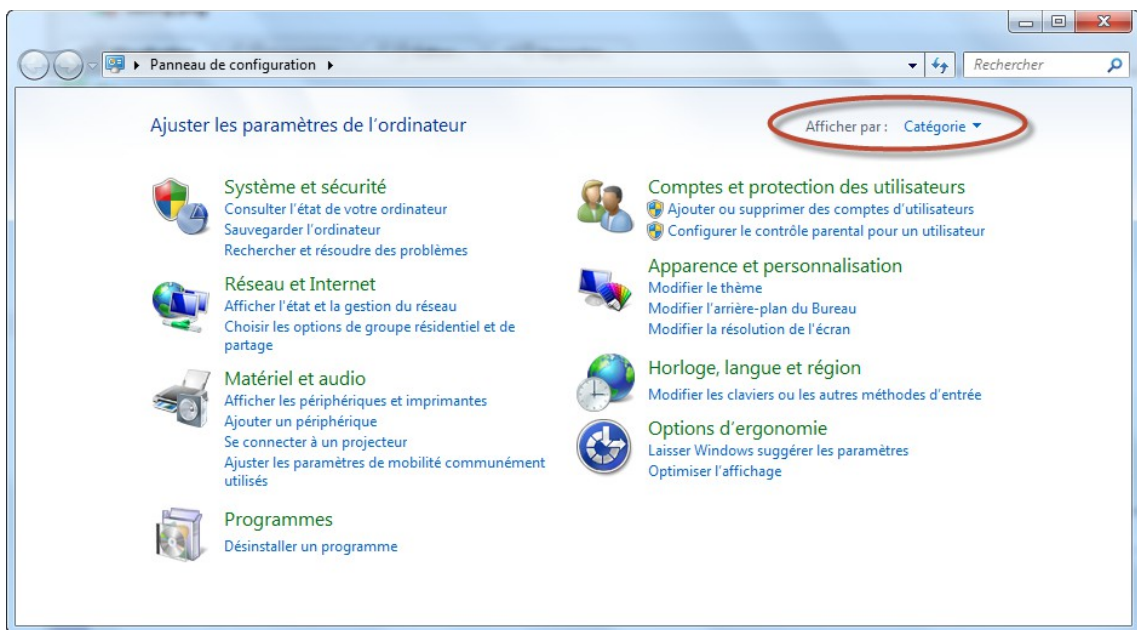 Panneau de configuration
Rechercher
Ajuster les paramètres de l'ordinateur
Afficher par : Catégorie
Système et sécurité
Consulter l'état de votre ordinateur
Sauvegarder l'ordinateur
Rechercher et résoudre des problèmes
Réseau et Internet
Afficher l'état et la gestion du réseau
Choisir les options de groupe résidentiel et de
partage
Matériel et audio
Afficher les périphériques et imprimantes
Ajouter un périphérique
Se connecter à un projecteur
Ajuster les paramètres de mobilité communément
utilisés
Programmes
Désinstaller un programme
Comptes et protection des utilisateurs
Ajouter ou supprimer des comptes d'utilisateurs
Configurer le contrôle parental pour un utilisateur
Apparence et personnalisation
Modifier le thème
Modifier l'arrière-plan du Bureau
Modifier la résolution de l'écran
Horloge, langue et région
Modifier les claviers ou les autres méthodes d'entrée
Options d'ergonomie
Laisser Windows suggérer les paramètres
Optimiser l'affichage